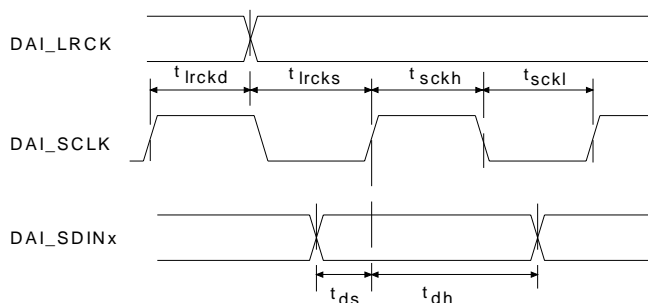 DAI_LRCK
t lrckd t lrcks t sckh t sckl
DAI_SCLK
DAI_SDINx
t ds t dh